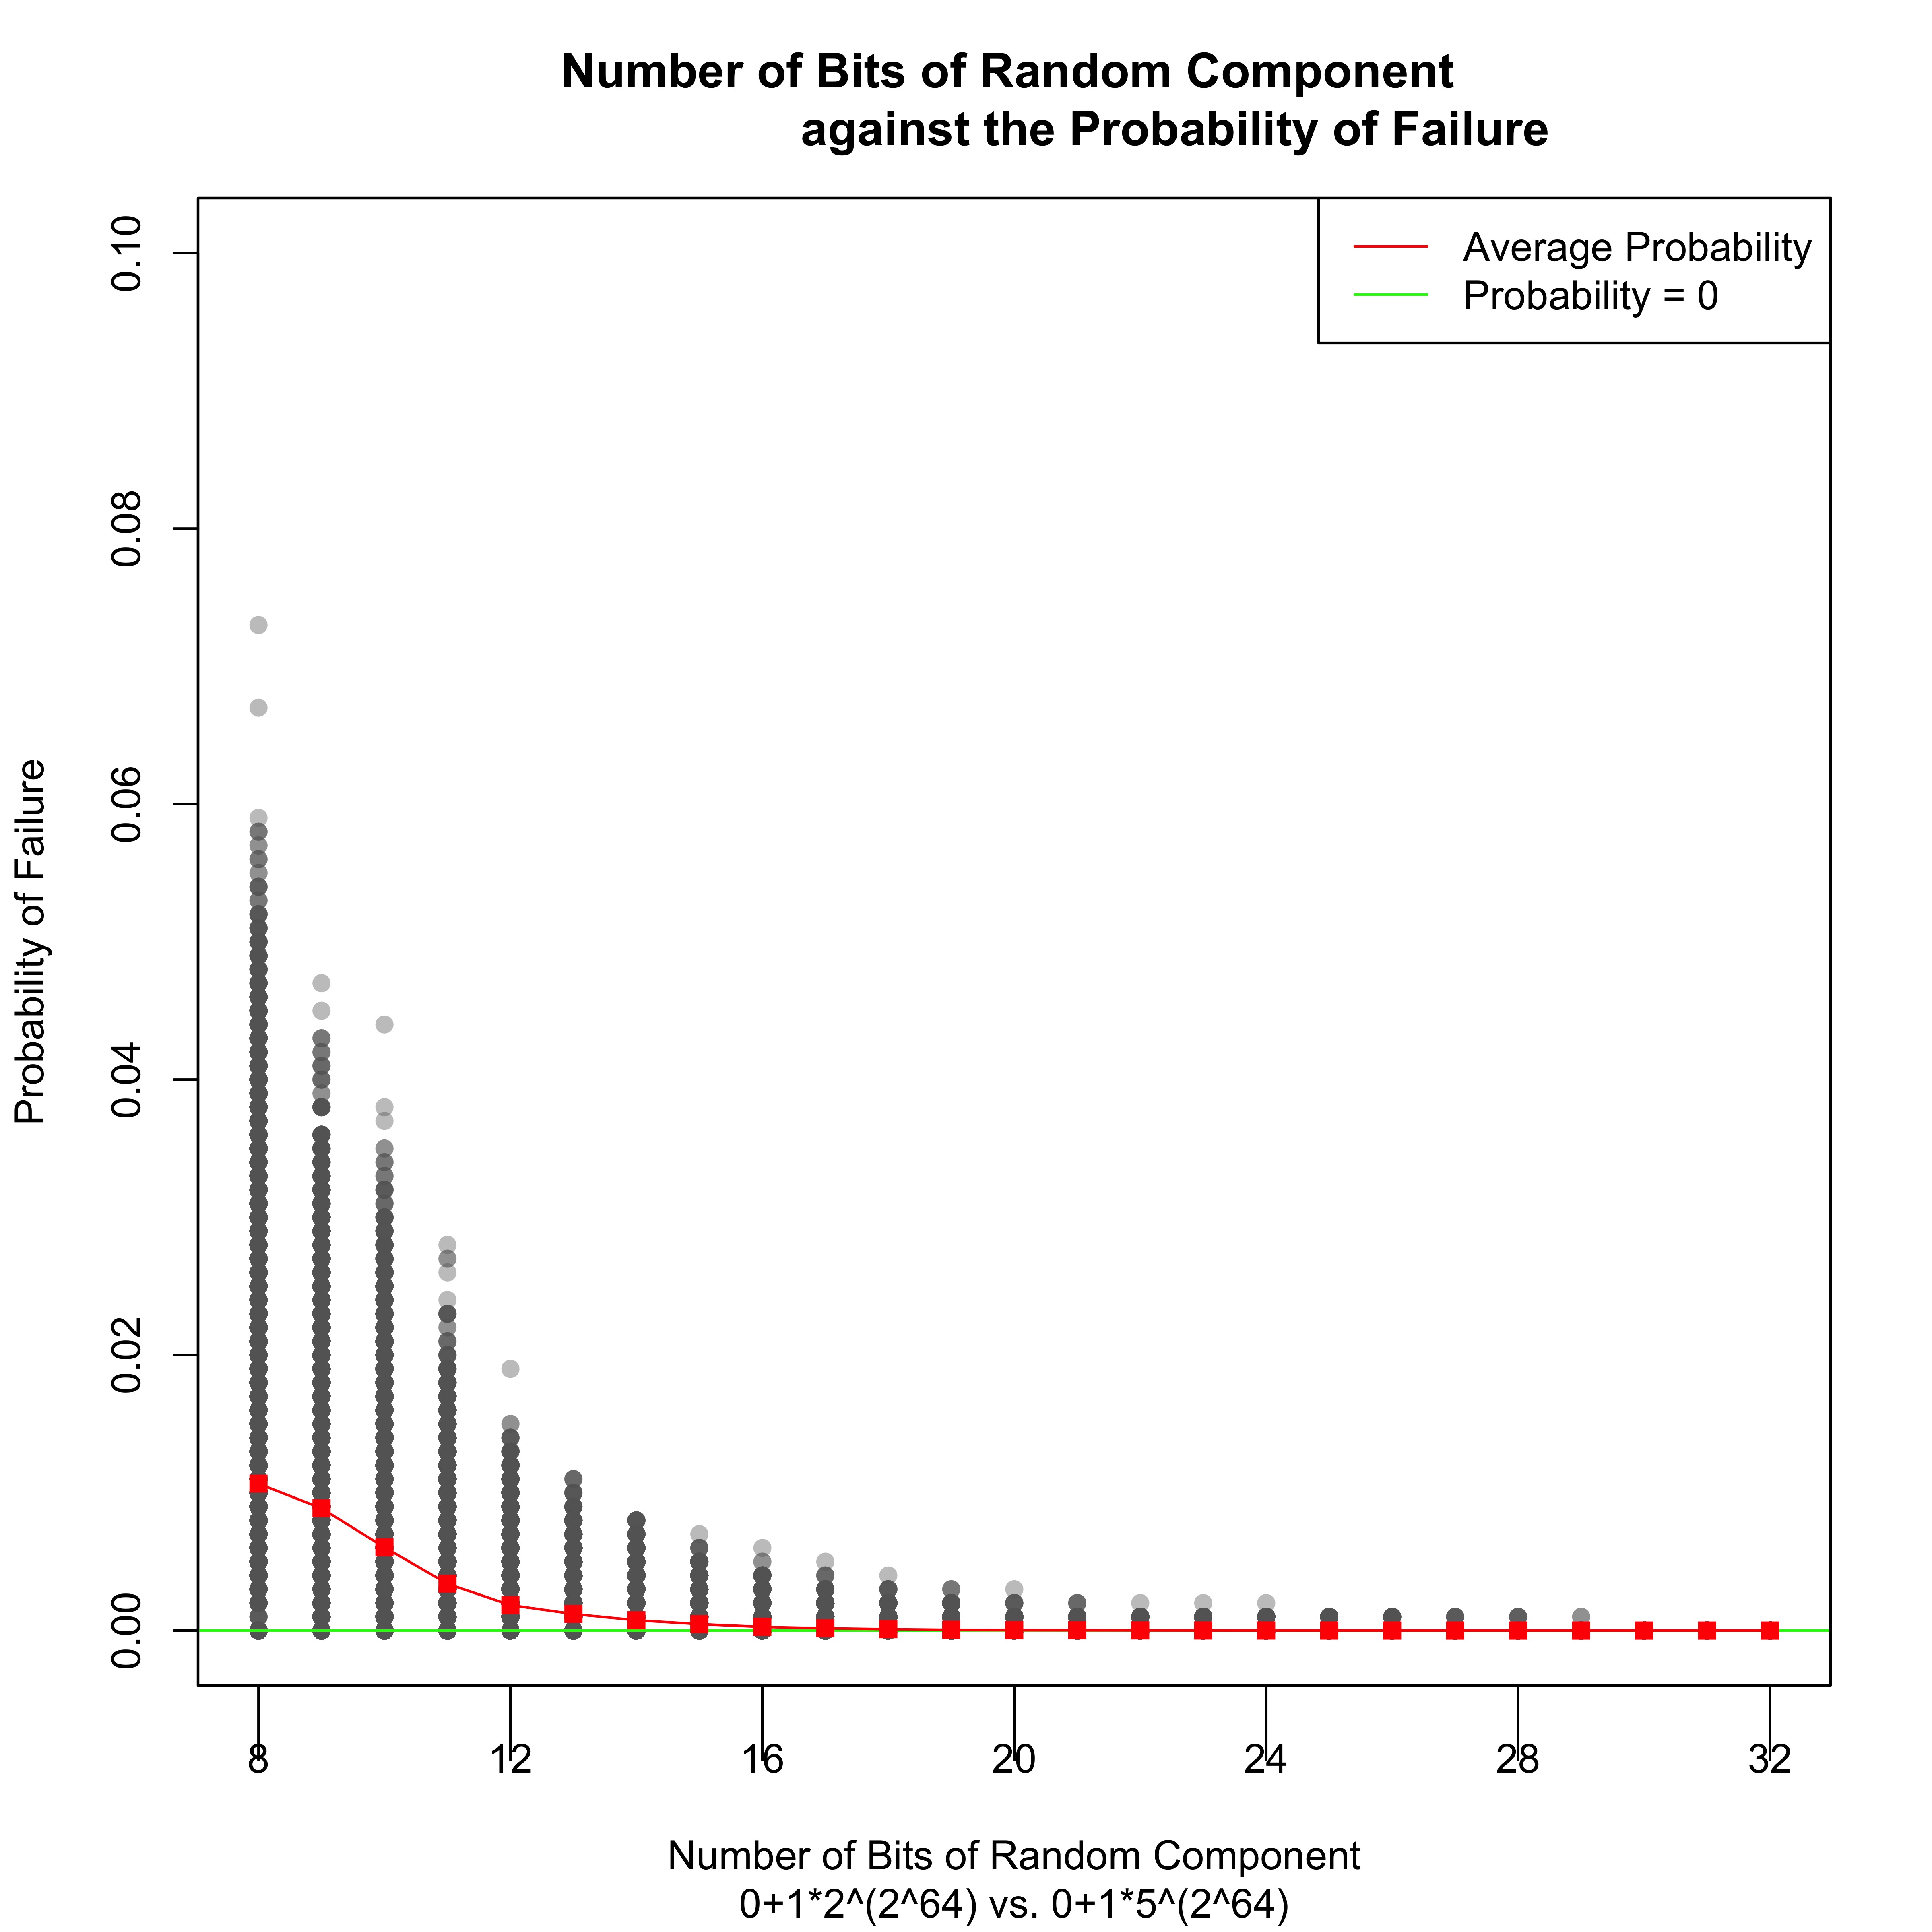 Number of Bits of Random Component
against the Probability of Failure
Average Probability
Probability = 0
Probability of Failure
0.10
0.08
0.06
0.04
0.02
0.00
8 12 16 20 24 28 32
Number of Bits of Random Component
0+1*2^(2^64) vs. 0+1*5^(2^64)